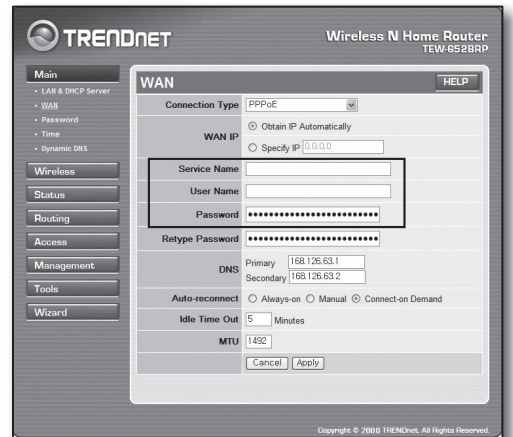 TRENDNET
Wireless N Home Router
TEW-652BRP
Main
• LAN & DHCP Server
• WAN
• Password
• Time
• Dynamic DNS
Wireless
Status
Routing
Access
Management
Tools
Wizard
WAN
HELP
Connection Type PPPoE
WAN IP
Obtain IP Automatically
Specify IP 0.0.0.0
Service Name
User Name
Password ••••••••••••••••••••••••••
Retype Password ••••••••••••••••••••••••••
DNS
Primary 168.126.63.1
Secondary 168.126.63.2
Auto-reconnect Always-on Manual Connect-on Demand
Idle Time Out 5 Minutes
MTU 1492
Cancel Apply
Copyright © 2008 TRENDnet. All Rights Reserved.